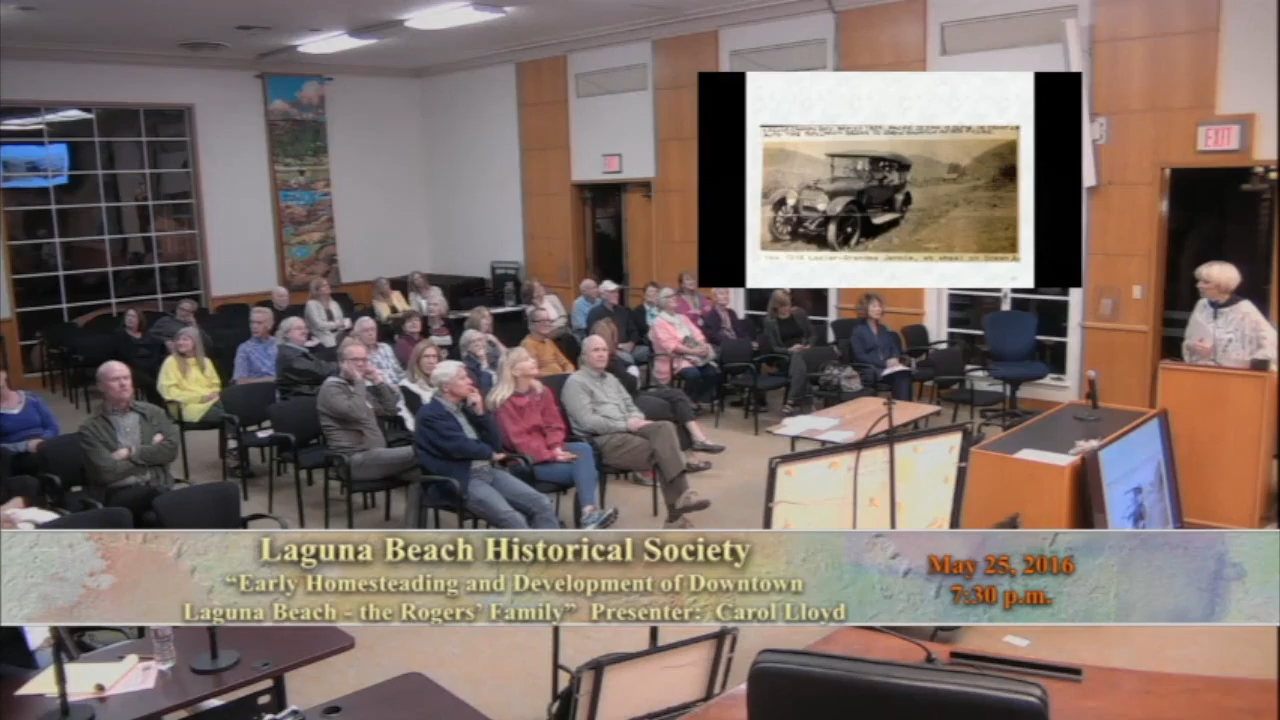 EXIT
Laguna Beach Historical Society
“Early Homesteading and Development of Downtown
Laguna Beach - the Rogers’ Family” Presenter: Carol Lloyd
May 25, 2016
7:30 p.m.